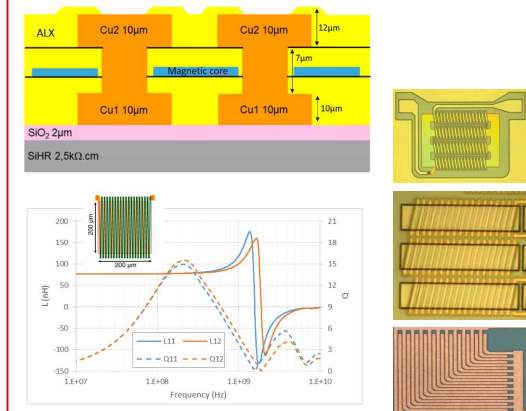 ALX
Cu2 10µm
Cu2 10µm
12µm
7µm
Magnetic core
Cu1 10µm
Cu1 10µm
10µm
SiO2 2µm
SiHR 2,5kΩ.cm
200
150
100
50
0
-50
-100
-150
L (nH)
200 µm
200 µm
21
18
15
12
9
6
3
0
Q
L11
L12
Q11
Q12
1.E+07
1.E+08
1.E+09
1.E+10
Frequency (Hz)